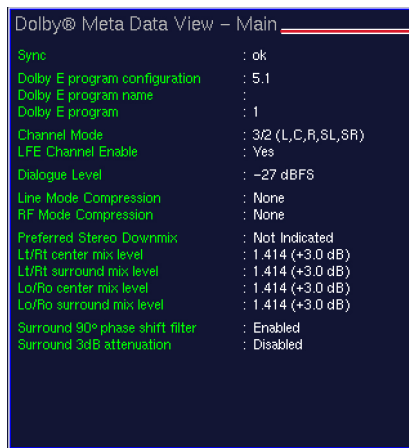 Dolby® Meta Data View – Main
Sync : ok
Dolby E program configuration : 5.1
Dolby E program name :
Dolby E program : 1
Channel Mode : 3/2 (L,C,R,SL,SR)
LFE Channel Enable : Yes
Dialogue Level : –27 dBFS
Line Mode Compression : None
RF Mode Compression : None
Preferred Stereo Downmix : Not Indicated
Lt/Rt center mix level : 1.414 (+3.0 dB)
Lt/Rt surround mix level : 1.414 (+3.0 dB)
Lo/Ro center mix level : 1.414 (+3.0 dB)
Lo/Ro surround mix level : 1.414 (+3.0 dB)
Surround 90º phase shift filter : Enabled
Surround 3dB attenuation : Disabled